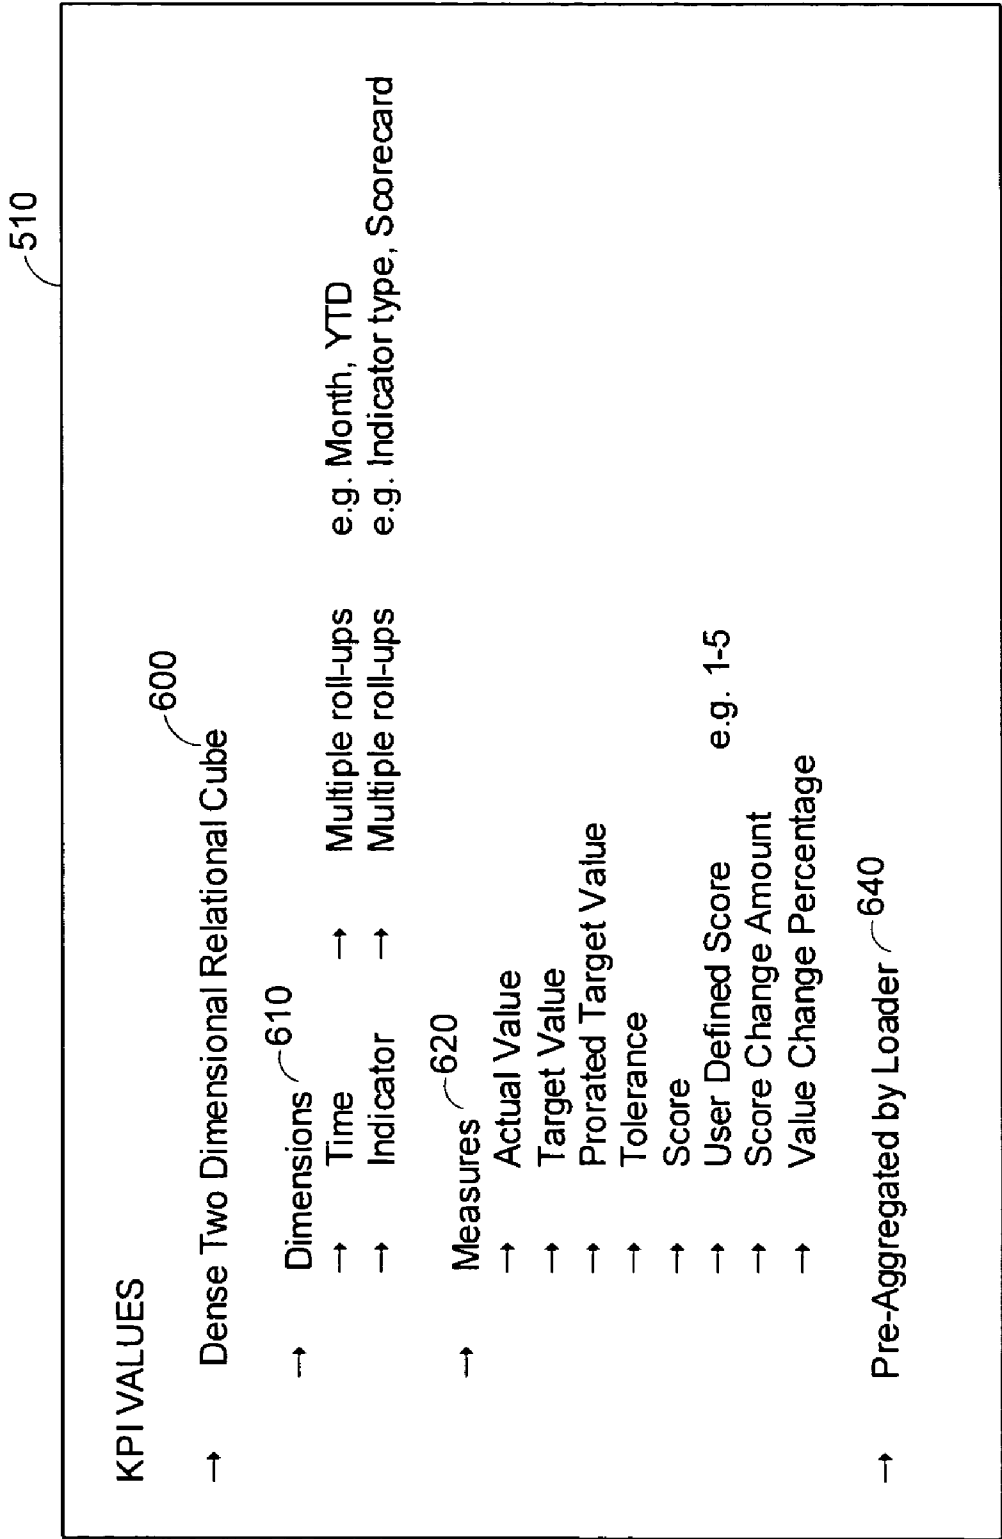 510
KPI VALUES
→ Dense Two Dimensional Relational Cube 600
→ Dimensions 610
→ Time → Multiple roll-ups e.g. Month, YTD
→ Indicator → Multiple roll-ups e.g. Indicator type, Scorecard
→ Measures 620
→ Actual Value
→ Target Value
→ Prorated Target Value
→ Tolerance
→ Score
→ User Defined Score e.g. 1-5
→ Score Change Amount
→ Value Change Percentage
→ Pre-Aggregated by Loader 640